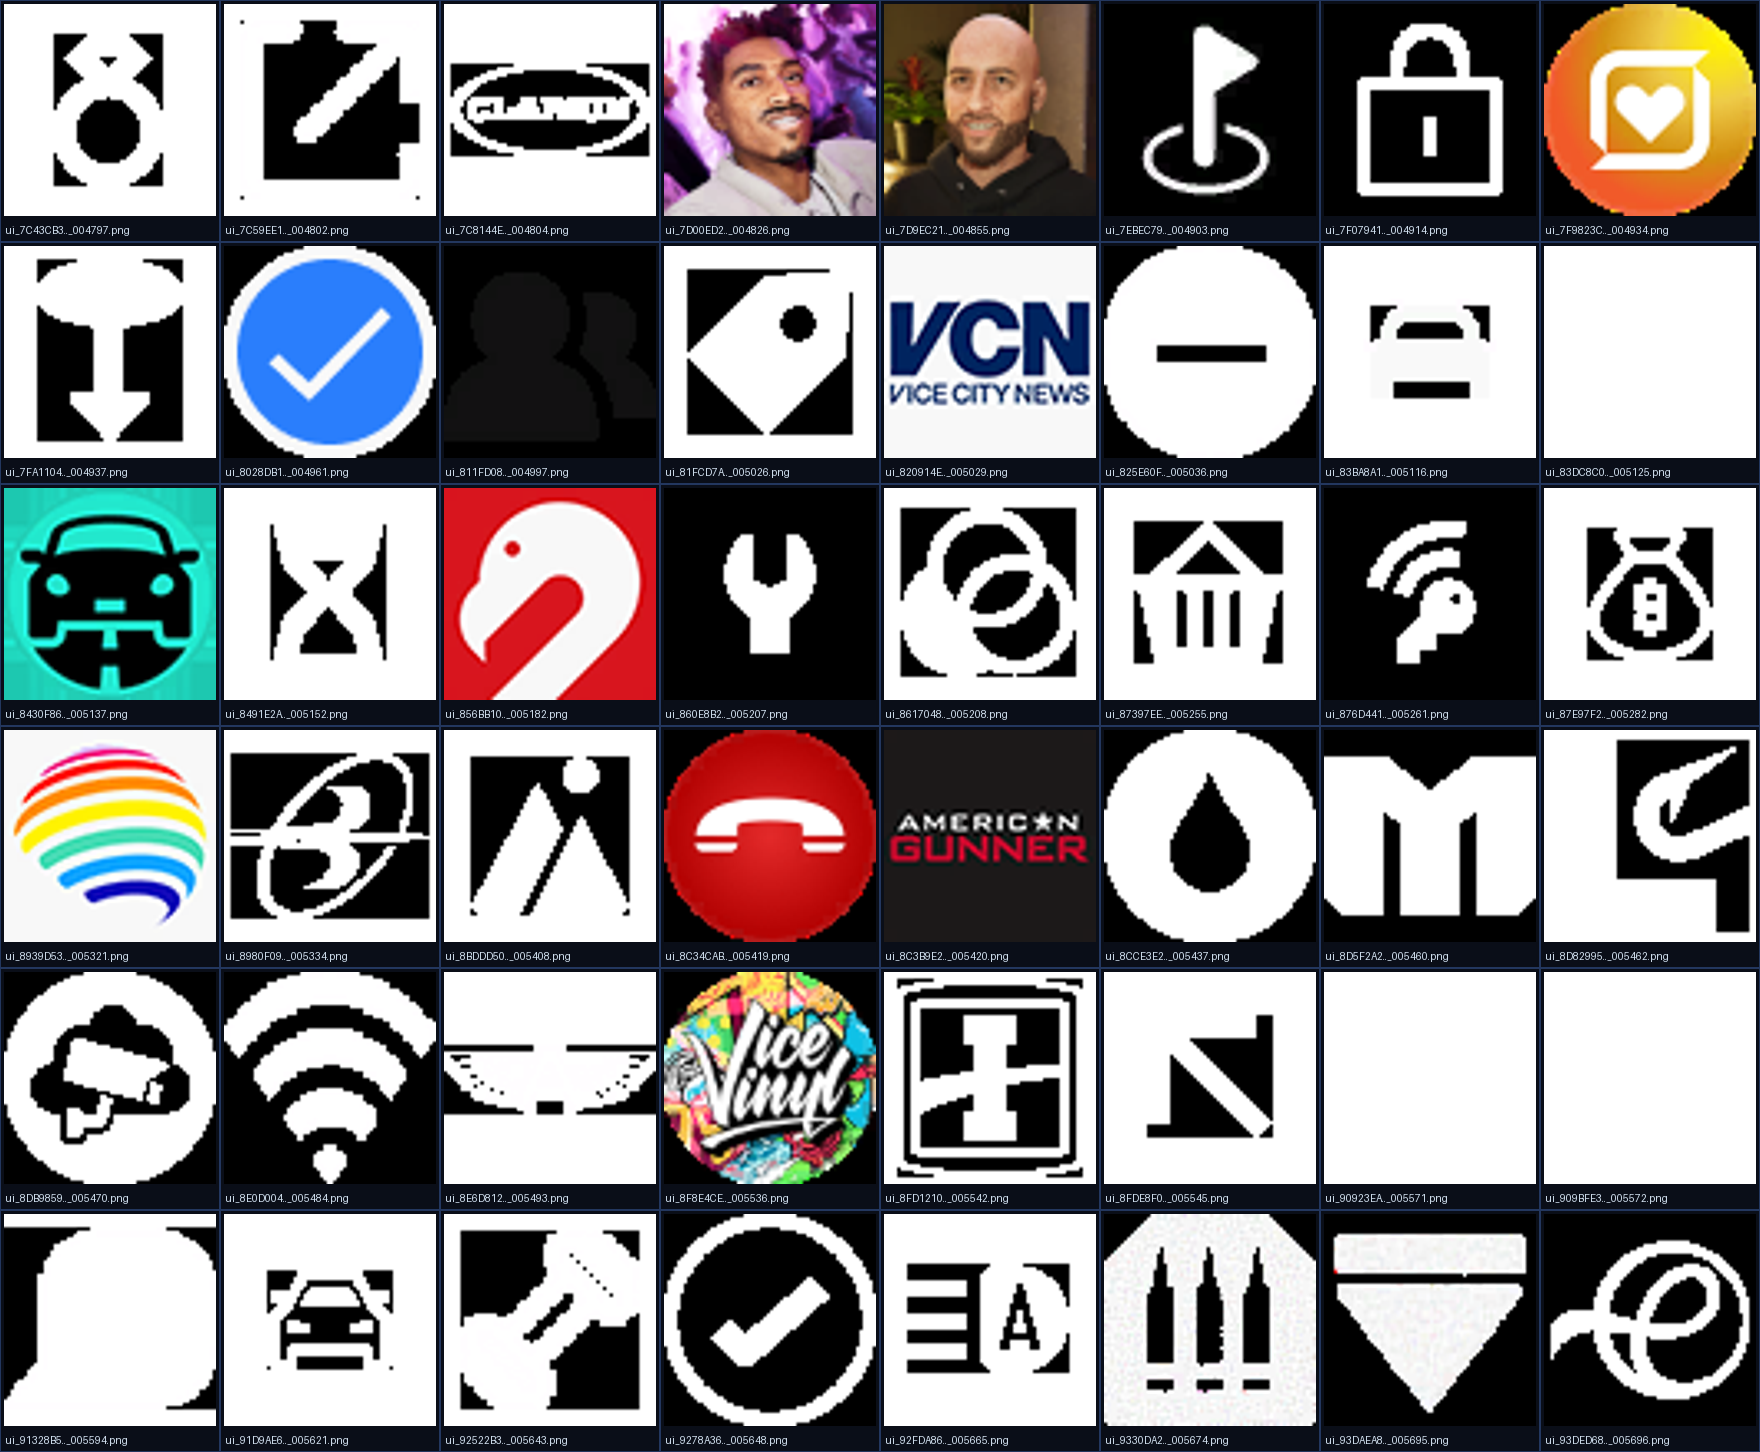 CLARITY
ui_7C43CB3.._004797.png
ui_7C59EE1.._004802.png
ui_7C8144E.._004804.png
ui_7D00ED2.._004826.png
ui_7D9EC21.._004855.png
ui_7EBEC79.._004903.png
ui_7F07941.._004914.png
ui_7F9823C.._004934.png
VCN
VICE CITY NEWS
ui_7FA1104.._004937.png
ui_8028DB1.._004961.png
ui_811FD08.._004997.png
ui_81FCD7A.._005026.png
ui_820914E.._005029.png
ui_825E60F.._005036.png
ui_83BA8A1.._005116.png
ui_83DC8C0.._005125.png
ui_8430F86.._005137.png
ui_8491E2A.._005152.png
ui_856BB10.._005182.png
ui_860E8B2.._005207.png
ui_8617048.._005208.png
ui_87397EE.._005255.png
ui_876D441.._005261.png
ui_87E97F2.._005282.png
AMERICAN
GUNNER
M
ui_8939D53.._005321.png
ui_8980F09.._005334.png
ui_8BDDD50.._005408.png
ui_8C34CAB.._005419.png
ui_8C3B9E2.._005420.png
ui_8CCE3E2.._005437.png
ui_8D5F2A2.._005460.png
ui_8D82995.._005462.png
Vice
Vinyl
ui_8DB9859.._005470.png
ui_8E0D004.._005484.png
ui_8E6D812.._005493.png
ui_8F8E4CE.._005536.png
ui_8FD1210.._005542.png
ui_8FDE8F0.._005545.png
ui_90923EA.._005571.png
ui_909BFE3.._005572.png
A
ui_91328B5.._005594.png
ui_91D9AE6.._005621.png
ui_92522B3.._005643.png
ui_9278A36.._005648.png
ui_92FDA86.._005665.png
ui_9330DA2.._005674.png
ui_93DAEA8.._005695.png
ui_93DED68.._005696.png